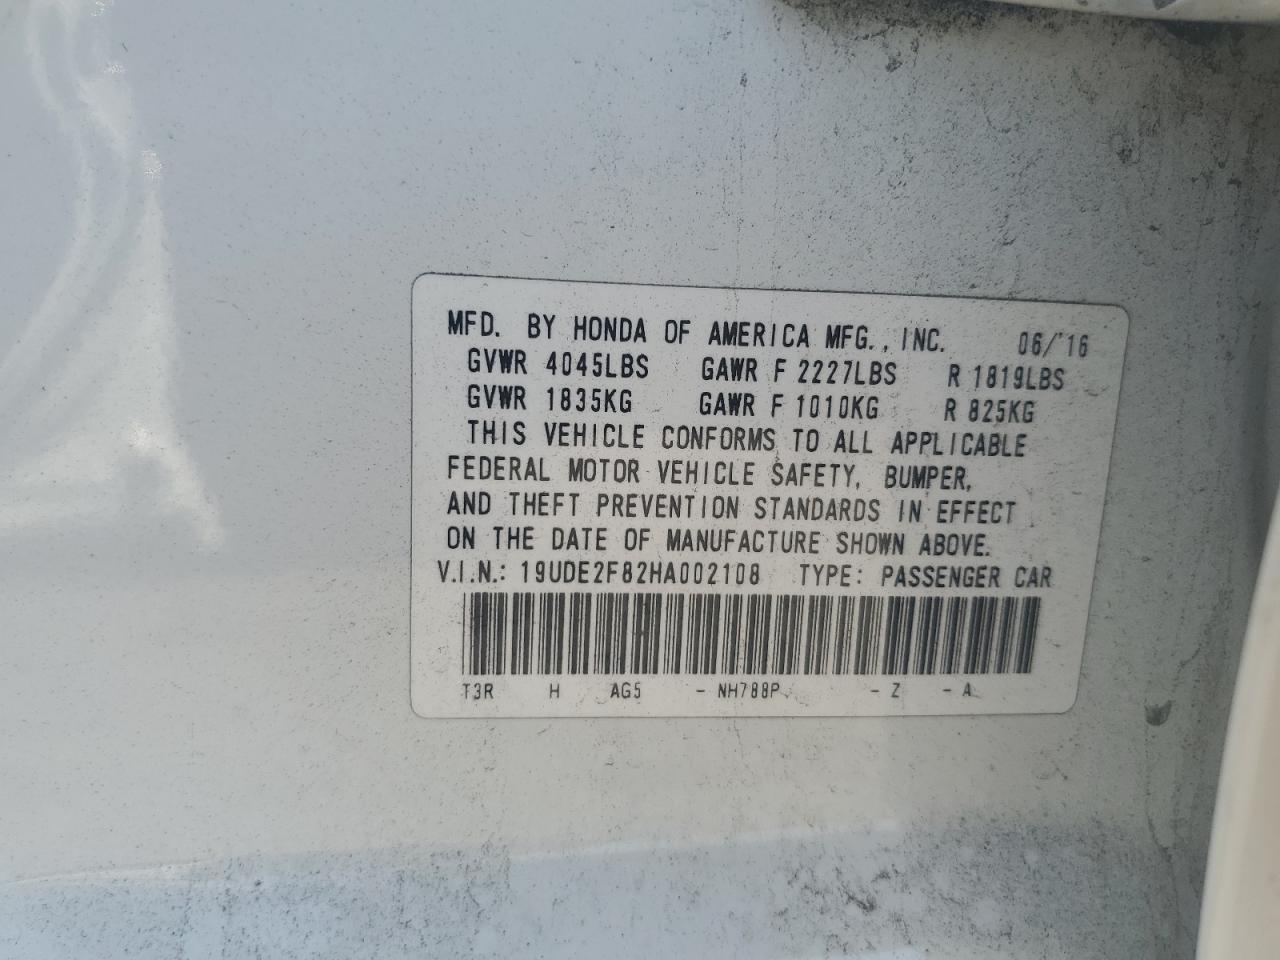 MFD. BY HONDA OF AMERICA MFG., INC. 06/'16
GVWR 4045LBS GAWR F 2227LBS R 1819LBS
GVWR 1835KG GAWR F 1010KG R 825KG
THIS VEHICLE CONFORMS TO ALL APPLICABLE
FEDERAL MOTOR VEHICLE SAFETY, BUMPER,
AND THEFT PREVENTION STANDARDS IN EFFECT
ON THE DATE OF MANUFACTURE SHOWN ABOVE.
V.I.N.: 19UDE2F82HA002108 TYPE: PASSENGER CAR
T3R H AG5 - NH788P - Z - A